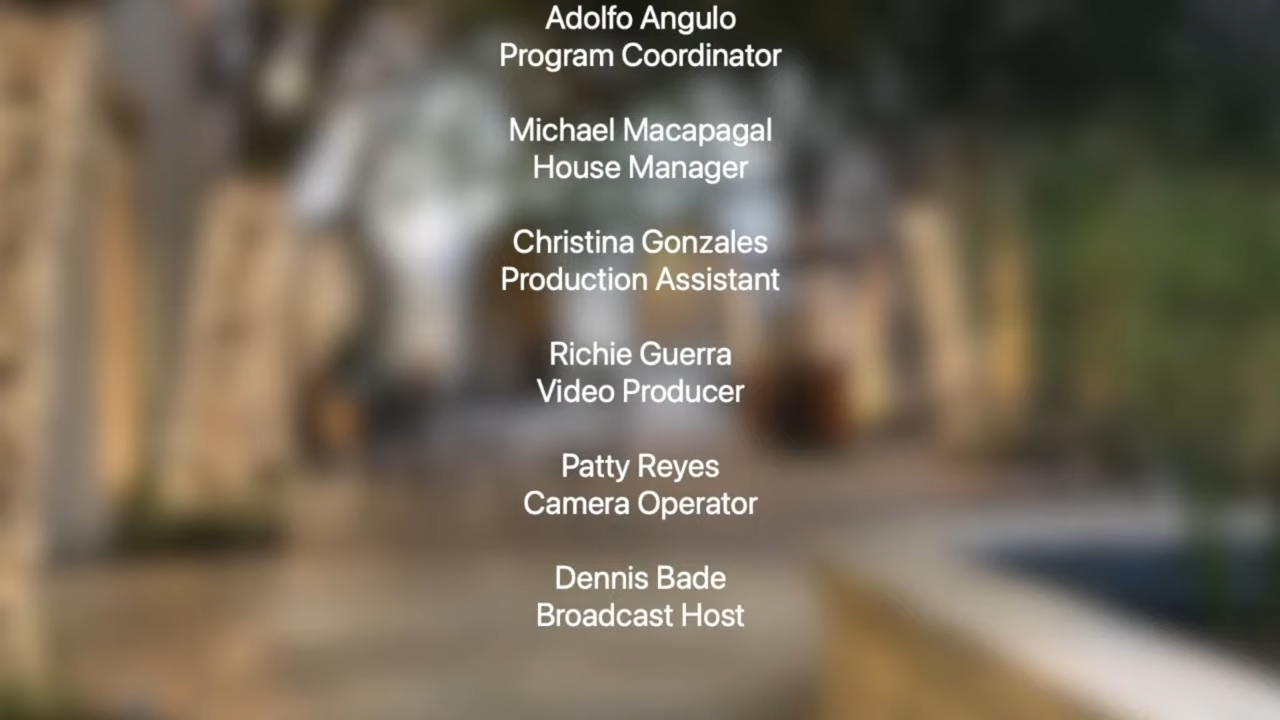 Adolfo Angulo
Program Coordinator
Michael Macapagal
House Manager
Christina Gonzales
Production Assistant
Richie Guerra
Video Producer
Patty Reyes
Camera Operator
Dennis Bade
Broadcast Host